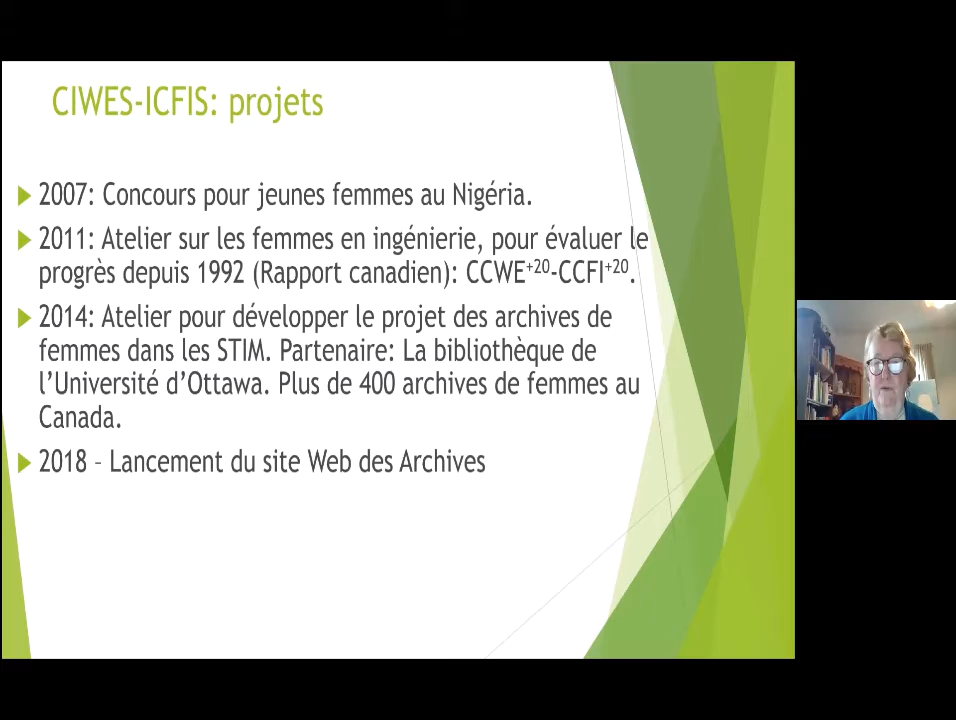 CIWES-ICFIS: projets
2007: Concours pour jeunes femmes au Nigéria.
2011: Atelier sur les femmes en ingénierie, pour évaluer le
progrès depuis 1992 (Rapport canadien): CCWE+20-CCFI+20.
2014: Atelier pour développer le projet des archives de
femmes dans les STIM. Partenaire: La bibliothèque de
l’Université d’Ottawa. Plus de 400 archives de femmes au
Canada.
2018 – Lancement du site Web des Archives